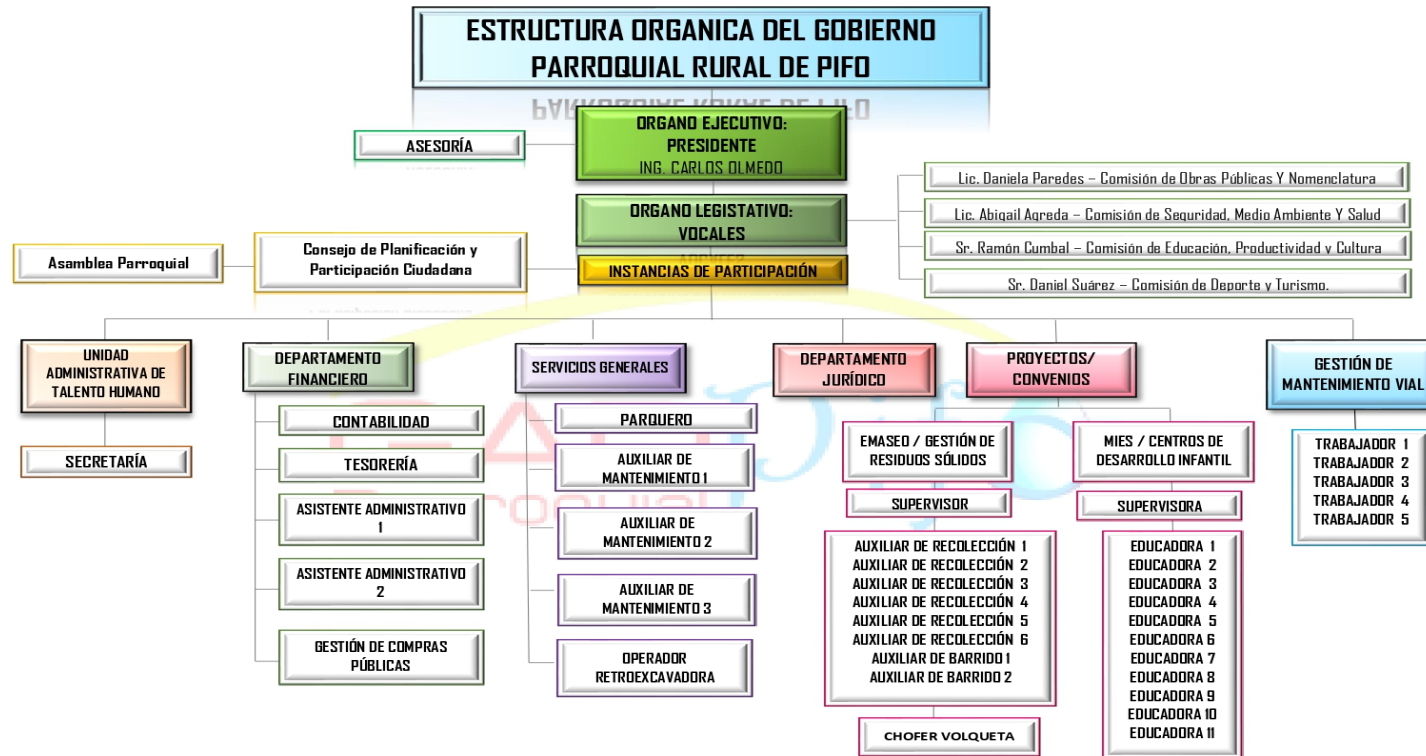 ESTRUCTURA ORGANICA DEL GOBIERNO
PARROQUIAL RURAL DE PIFO
ORGANO EJECUTIVO:
PRESIDENTE
ING. CARLOS OLMEDO
ASESORÍA
ORGANO LEGISTATIVO:
VOCALES
Lic. Daniela Paredes – Comisión de Obras Públicas Y Nomenclatura
Lic. Abigail Agreda – Comisión de Seguridad, Medio Ambiente Y Salud
Sr. Ramón Cumbal – Comisión de Educación, Productividad y Cultura
Sr. Daniel Suárez – Comisión de Deporte y Turismo.
Asamblea Parroquial
Consejo de Planificación y
Participación Ciudadana
INSTANCIAS DE PARTICIPACIÓN
UNIDAD
ADMINISTRATIVA DE
TALENTO HUMANO
SECRETARÍA
DEPARTAMENTO
FINANCIERO
CONTABILIDAD
TESORERÍA
ASISTENTE ADMINISTRATIVO
1
ASISTENTE ADMINISTRATIVO
2
GESTIÓN DE COMPRAS
PÚBLICAS
SERVICIOS GENERALES
PARQUERO
AUXILIAR DE
MANTENIMIENTO 1
AUXILIAR DE
MANTENIMIENTO 2
AUXILIAR DE
MANTENIMIENTO 3
OPERADOR
RETROEXCAVADORA
DEPARTAMENTO
JURÍDICO
PROYECTOS/
CONVENIOS
EMASEO / GESTIÓN DE
RESIDUOS SÓLIDOS
SUPERVISOR
AUXILIAR DE RECOLECCIÓN 1
AUXILIAR DE RECOLECCIÓN 2
AUXILIAR DE RECOLECCIÓN 3
AUXILIAR DE RECOLECCIÓN 4
AUXILIAR DE RECOLECCIÓN 5
AUXILIAR DE RECOLECCIÓN 6
AUXILIAR DE BARRIDO 1
AUXILIAR DE BARRIDO 2
CHOFER VOLQUETA
MIES / CENTROS DE
DESARROLLO INFANTIL
SUPERVISORA
EDUCADORA 1
EDUCADORA 2
EDUCADORA 3
EDUCADORA 4
EDUCADORA 5
EDUCADORA 6
EDUCADORA 7
EDUCADORA 8
EDUCADORA 9
EDUCADORA 10
EDUCADORA 11
GESTIÓN DE
MANTENIMIENTO VIAL
TRABAJADOR 1
TRABAJADOR 2
TRABAJADOR 3
TRABAJADOR 4
TRABAJADOR 5